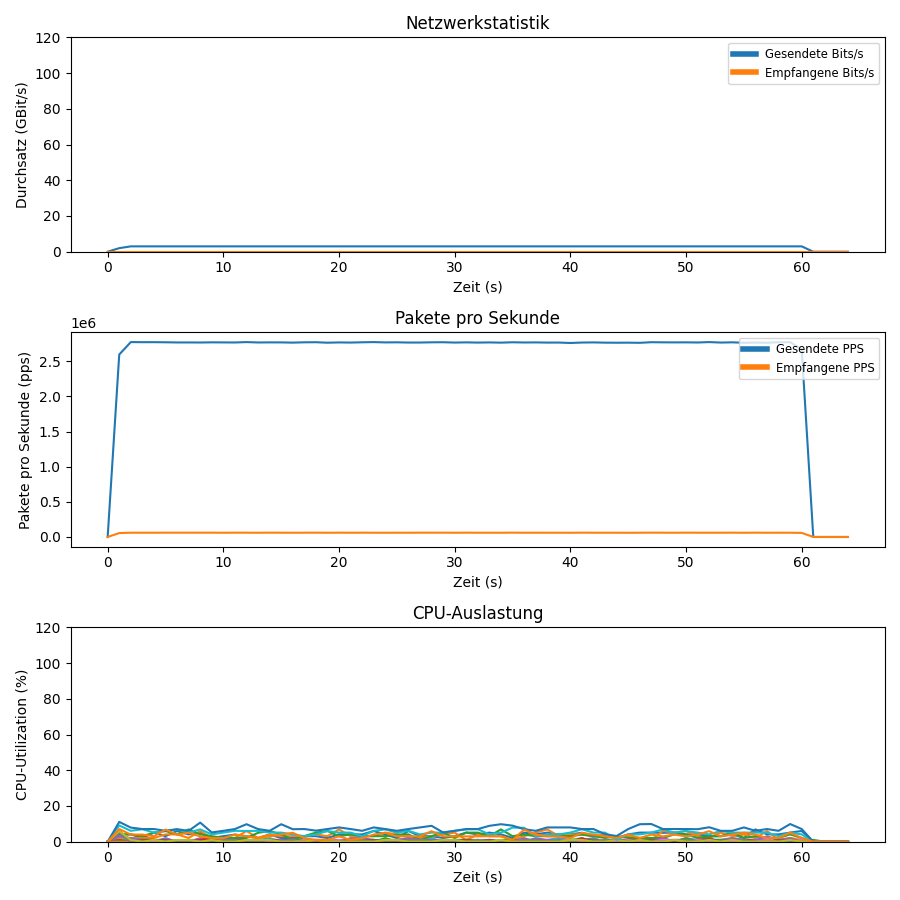 Netzwerkstatistik
Durchsatz (GBit/s)
120
100
80
60
40
20
0
Gesendete Bits/s
Empfangene Bits/s
0 10 20 30 40 50 60
Zeit (s)
Pakete pro Sekunde
1e6
Pakete pro Sekunde (pps)
2.5
2.0
1.5
1.0
0.5
0.0
Gesendete PPS
Empfangene PPS
0 10 20 30 40 50 60
Zeit (s)
CPU-Auslastung
CPU-Utilization (%)
120
100
80
60
40
20
0
0 10 20 30 40 50 60
Zeit (s)